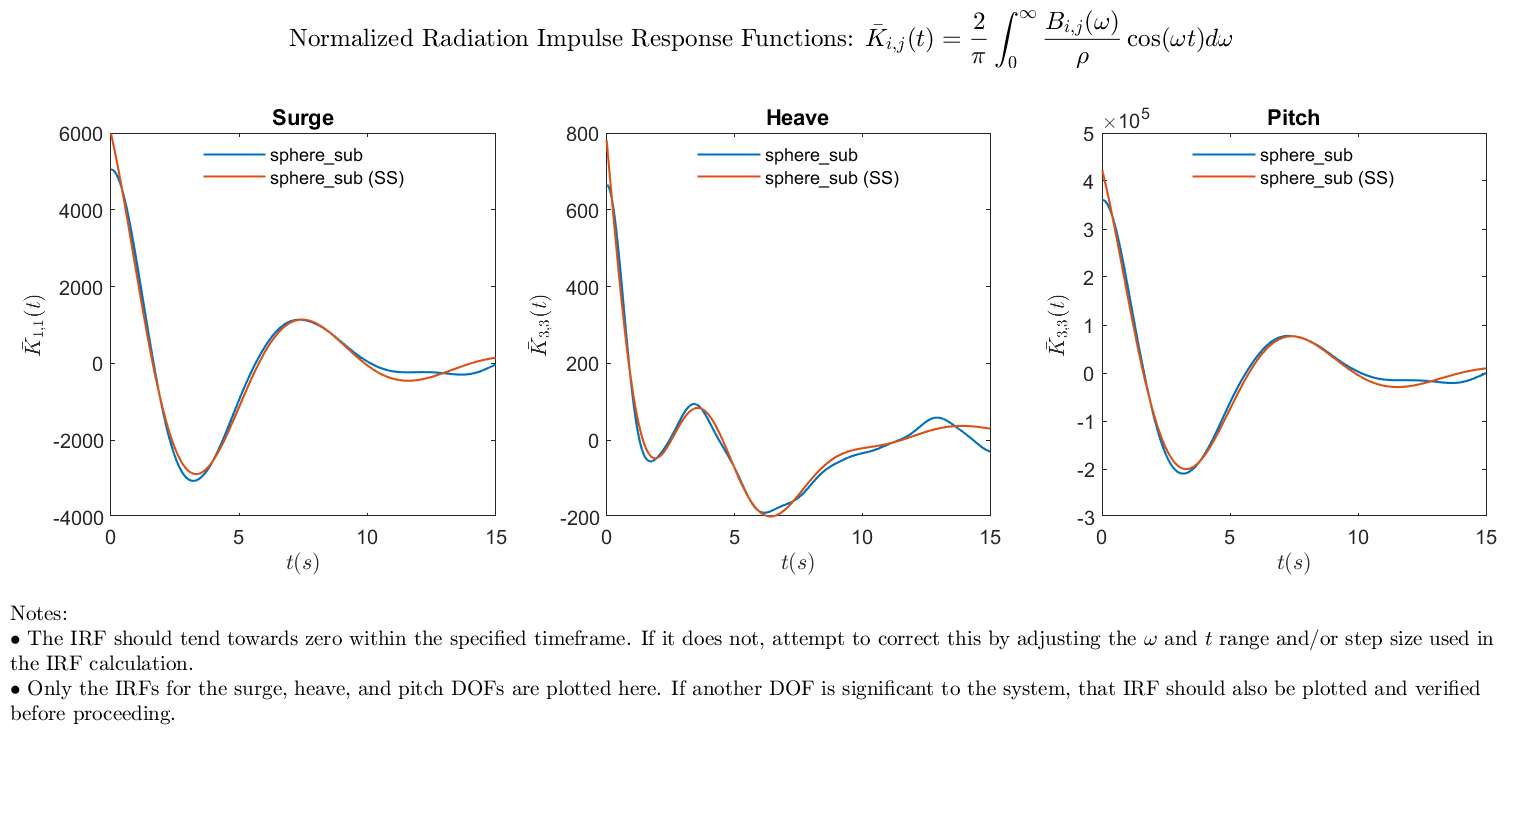 Normalized Radiation Impulse Response Functions: K̄_{i,j}(t) = \frac{2}{π} ∫_0^∞ \frac{B_{i,j}(ω)}{ρ} cos(ωt)dω
Surge
6000
4000
2000
0
-2000
-4000
K̄_{1,1}(t)
sphere_sub
sphere_sub (SS)
0 5 10 15
t(s)
Heave
800
600
400
200
0
-200
K̄_{3,3}(t)
sphere_sub
sphere_sub (SS)
0 5 10 15
t(s)
Pitch
×10^5
5
4
3
2
1
0
-1
-2
-3
K̄_{3,3}(t)
sphere_sub
sphere_sub (SS)
0 5 10 15
t(s)
Notes:
• The IRF should tend towards zero within the specified timeframe. If it does not, attempt to correct this by adjusting the ω and t range and/or step size used in
the IRF calculation.
• Only the IRFs for the surge, heave, and pitch DOFs are plotted here. If another DOF is significant to the system, that IRF should also be plotted and verified
before proceeding.